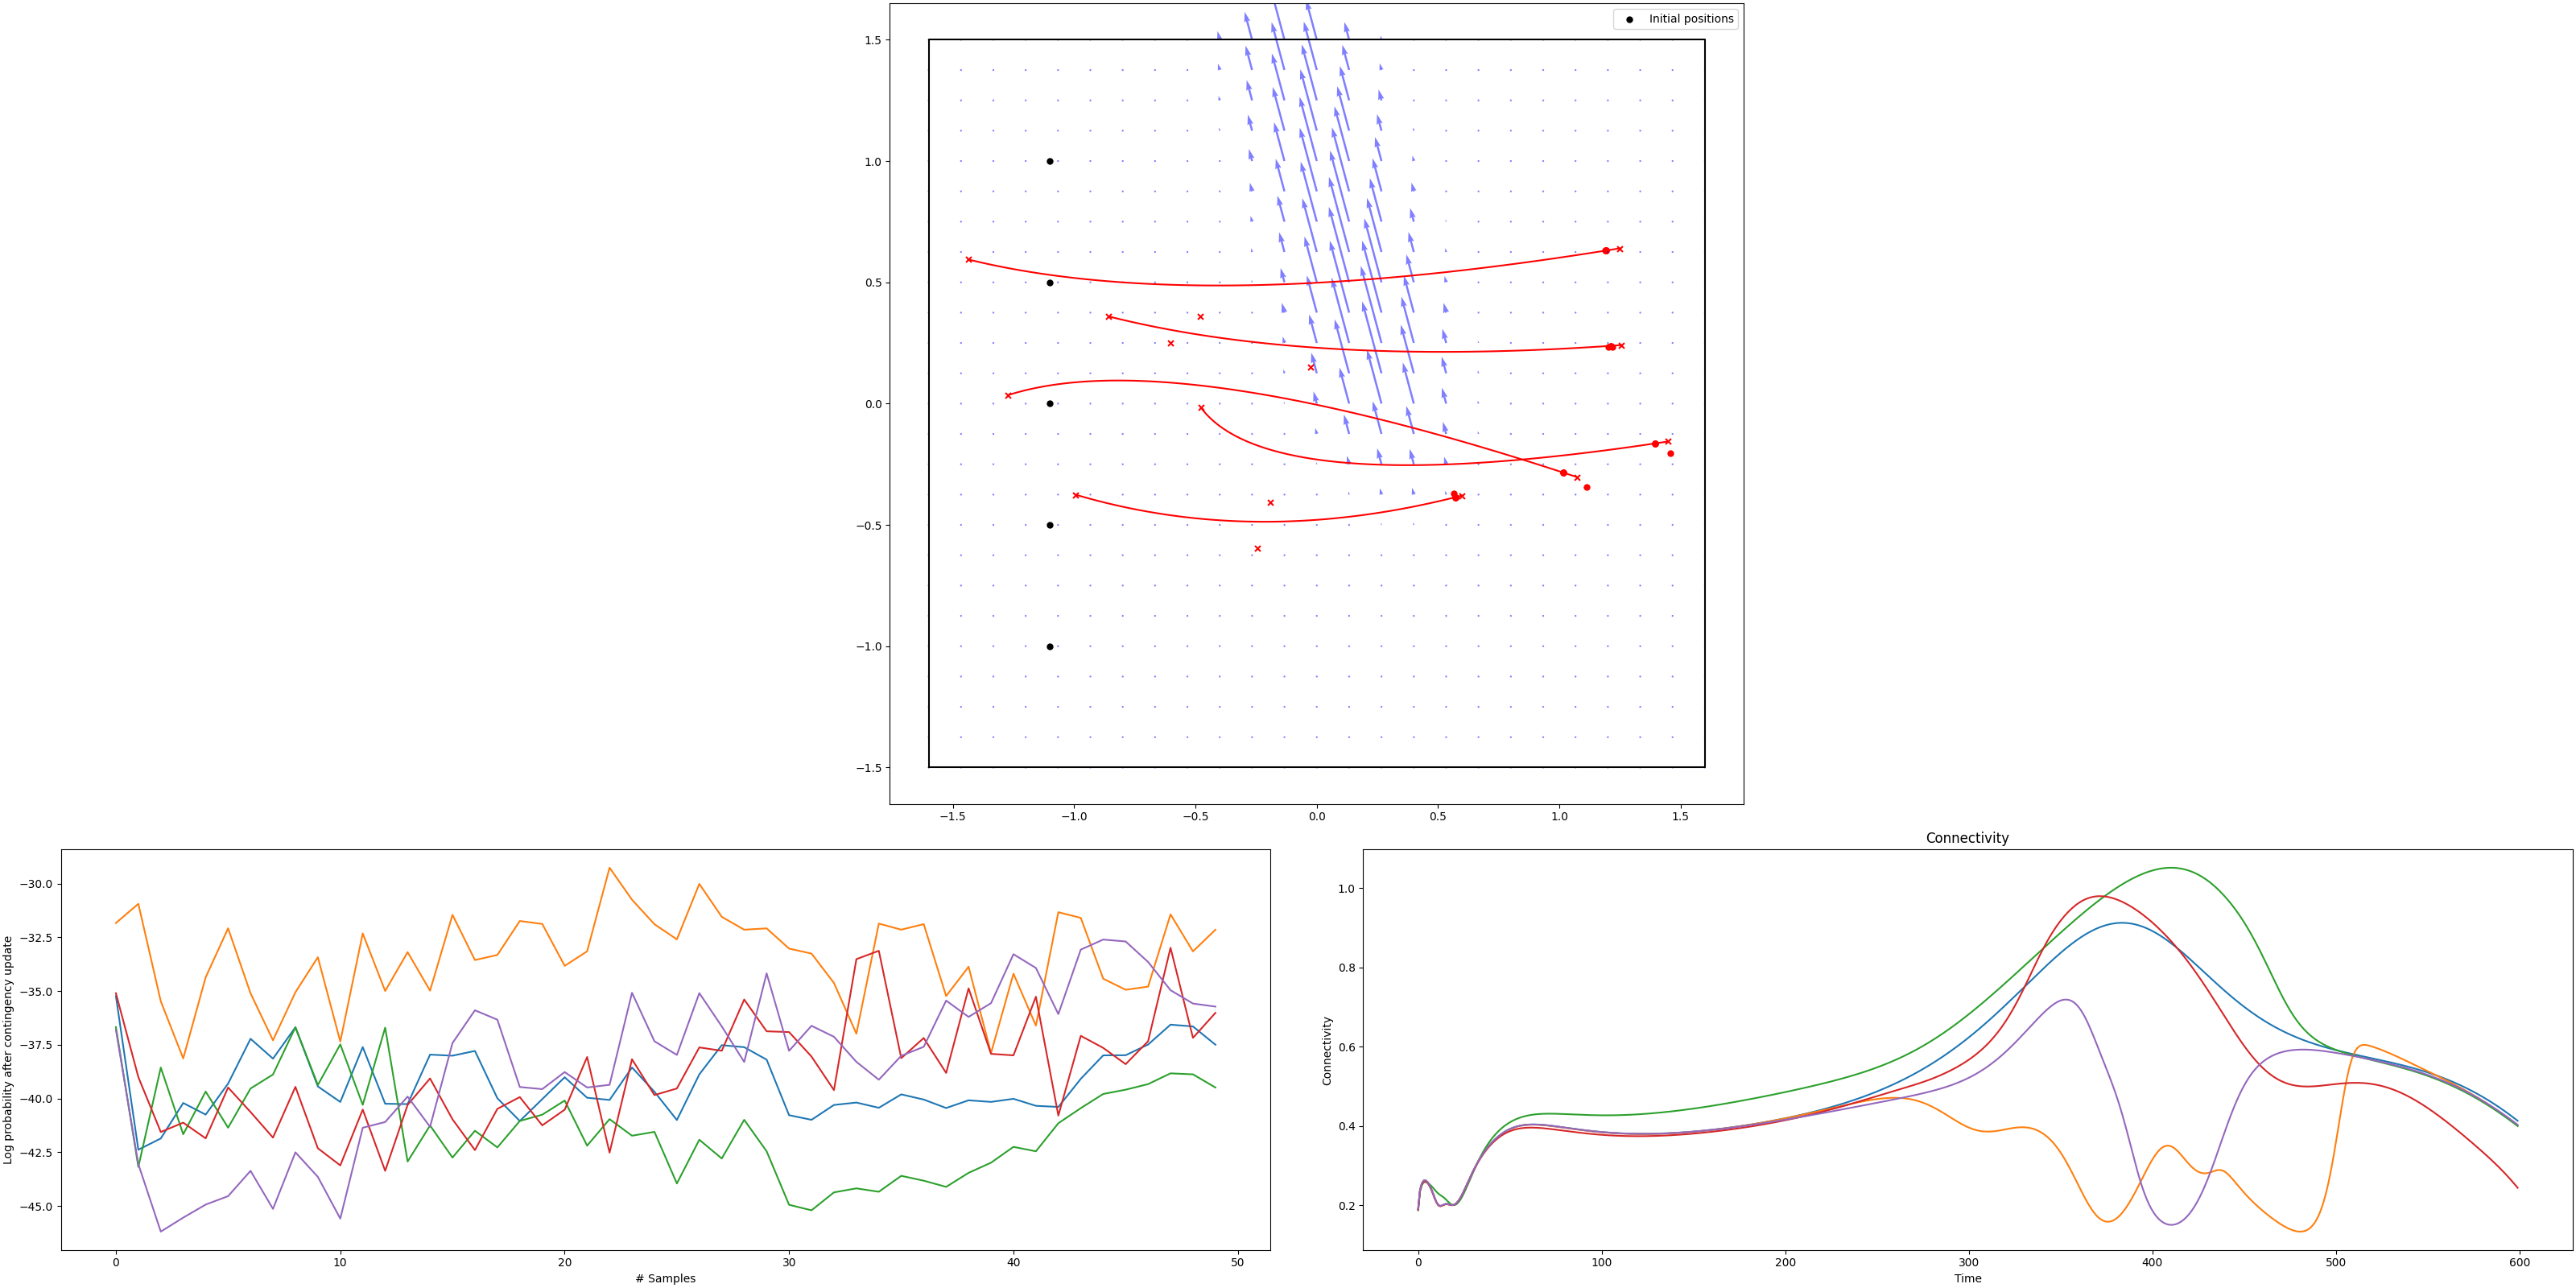 Initial positions
1.5
1.0
0.5
0.0
−0.5
−1.0
−1.5
−1.5 −1.0 −0.5 0.0 0.5 1.0 1.5
Log probability after contingency update
−30.0
−32.5
−35.0
−37.5
−40.0
−42.5
−45.0
0 10 20 30 40 50
# Samples
Connectivity
Connectivity
1.0
0.8
0.6
0.4
0.2
0 100 200 300 400 500 600
Time